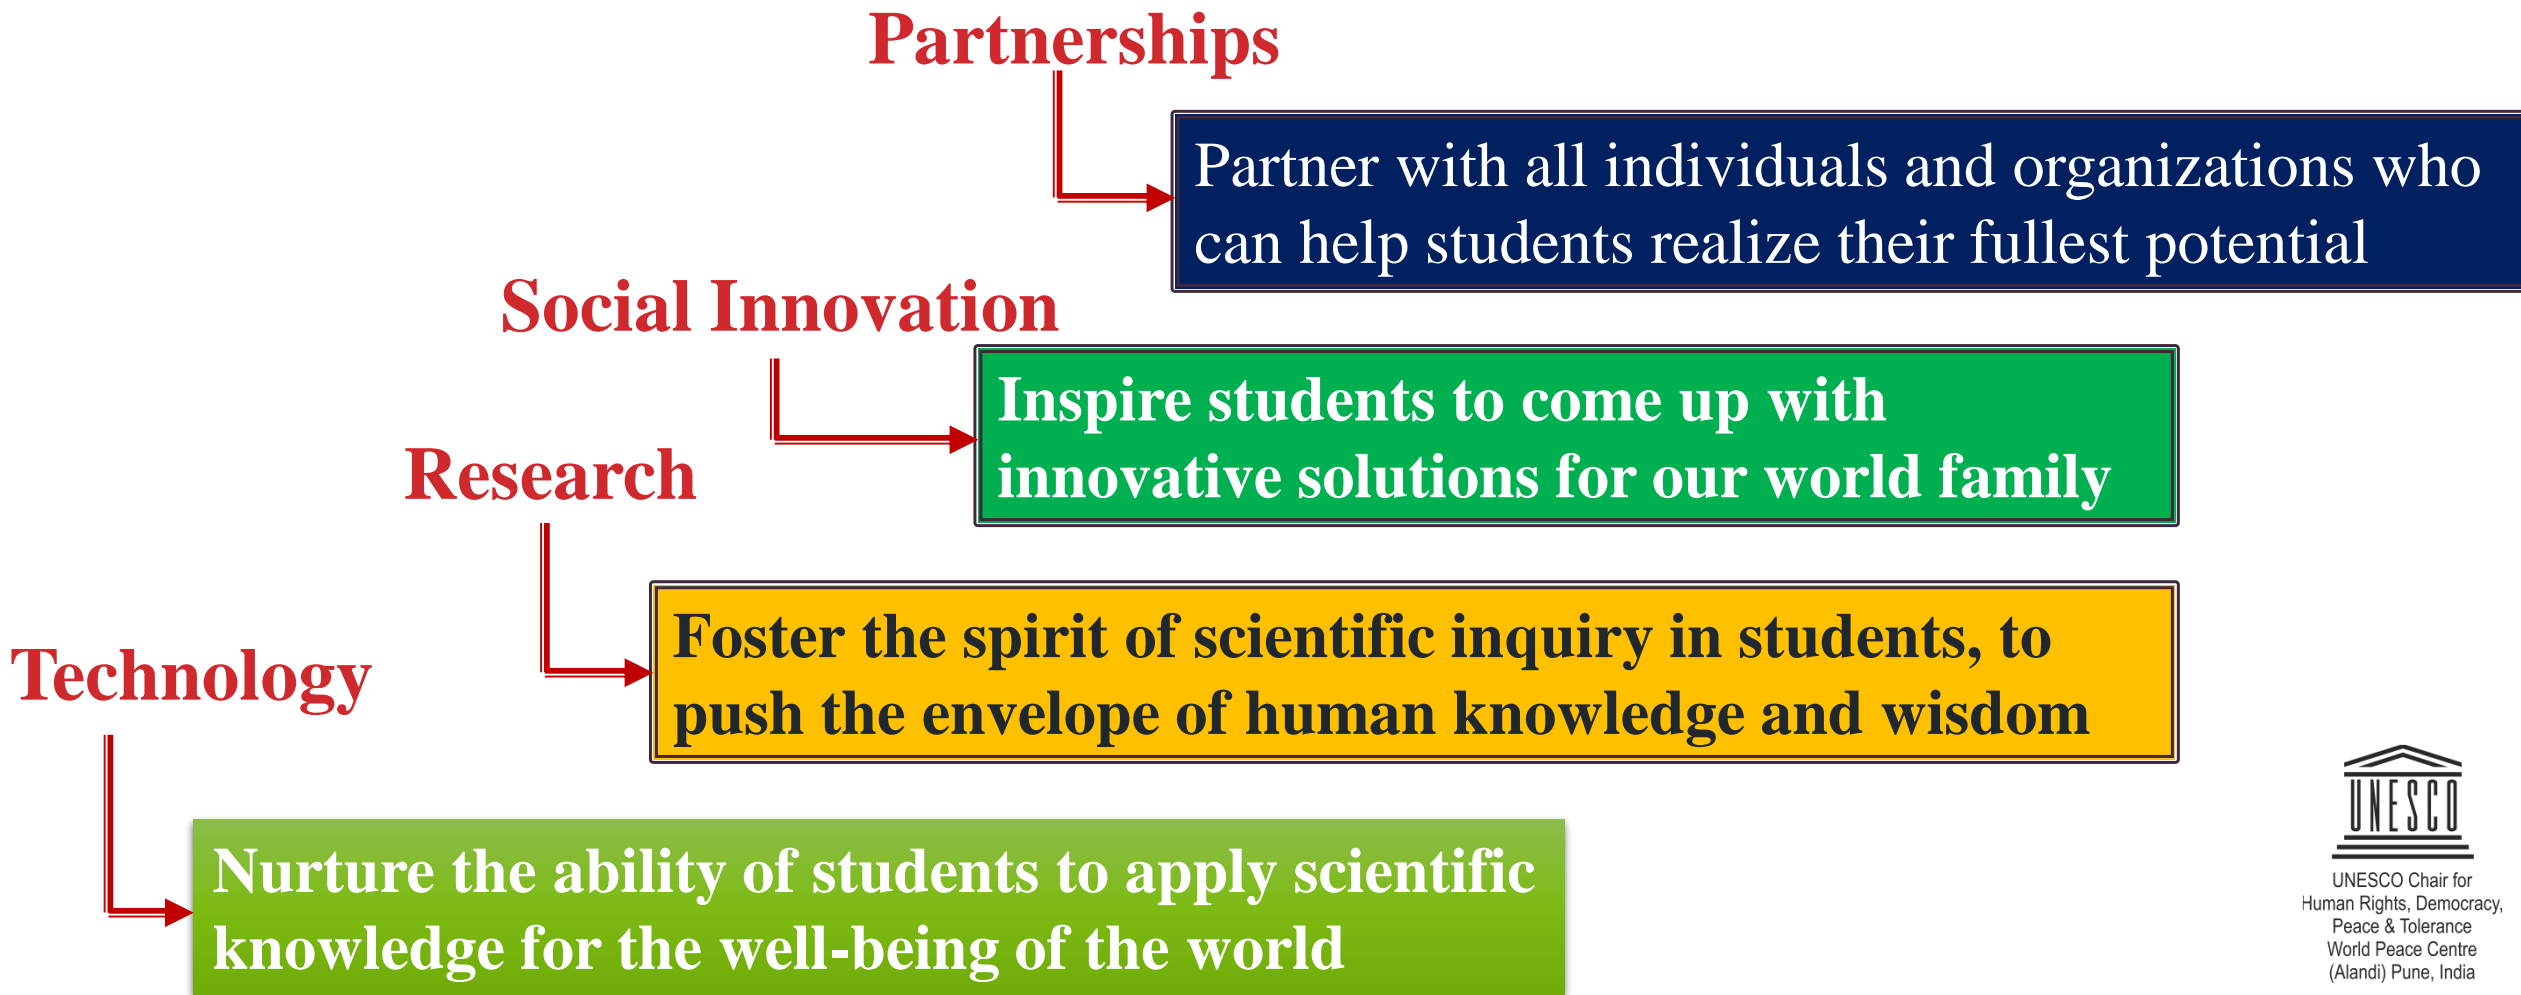 Partnerships
Partner with all individuals and organizations who
can help students realize their fullest potential
Social Innovation
Inspire students to come up with
innovative solutions for our world family
Research
Foster the spirit of scientific inquiry in students, to
push the envelope of human knowledge and wisdom
Technology
Nurture the ability of students to apply scientific
knowledge for the well-being of the world
UNESCO
UNESCO Chair for
Human Rights, Democracy,
Peace & Tolerance
World Peace Centre
(Alandi) Pune, India